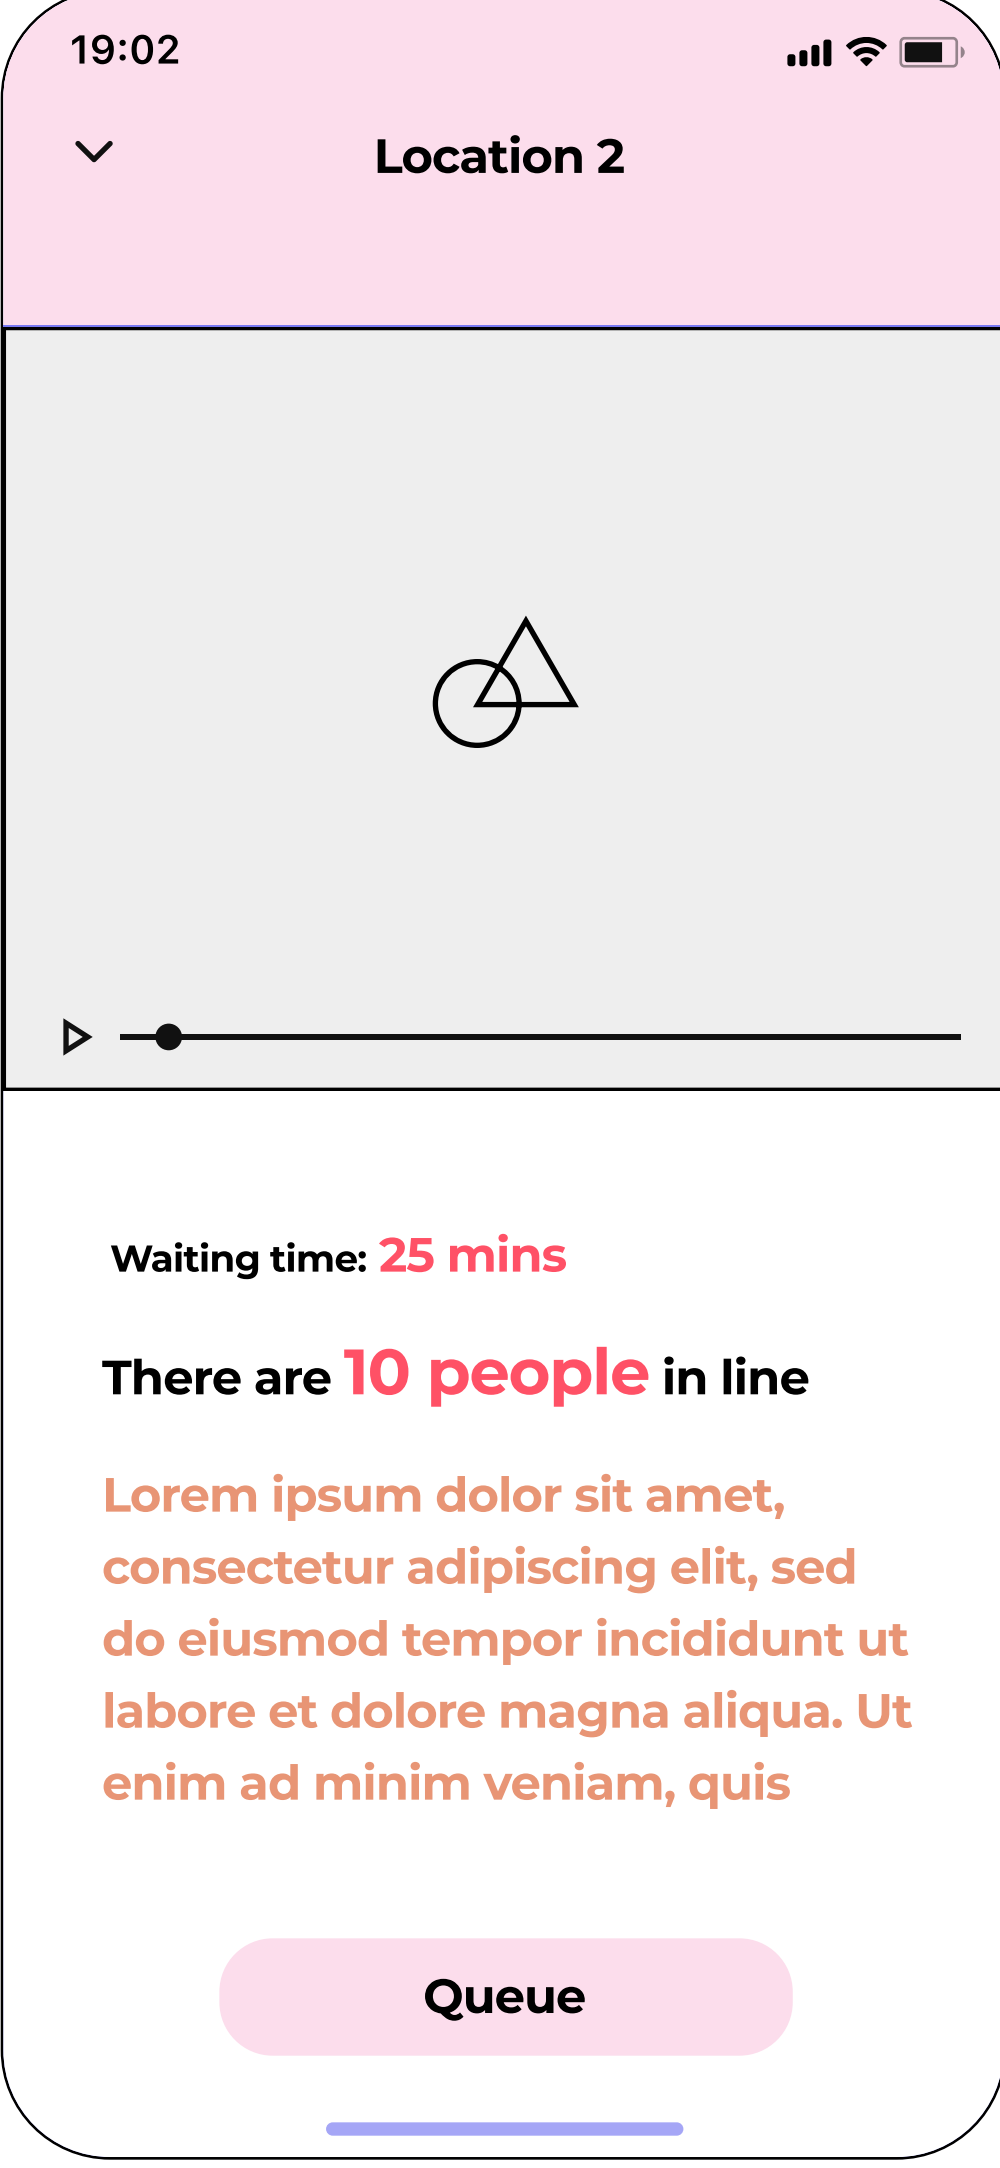 19:02
Location 2
Waiting time: 25 mins
There are 10 people in line
Lorem ipsum dolor sit amet,
consectetur adipiscing elit, sed
do eiusmod tempor incididunt ut
labore et dolore magna aliqua. Ut
enim ad minim veniam, quis
Queue